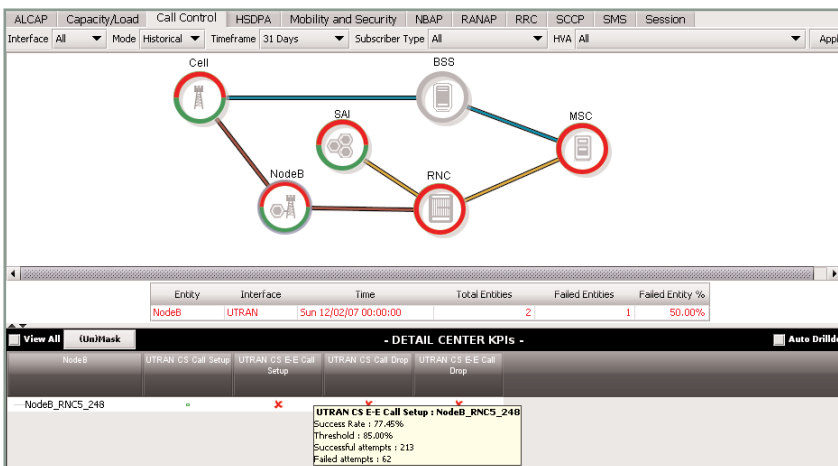 ALCAP Capacity/Load Call Control HSDPA Mobility and Security NBAP RANAP RRC SCCP SMS Session
Interface All Mode Historical Timeframe 31 Days Subscriber Type All HVA All Appl
Cell
BSS
SAI
MSC
NodeB
RNC
Entity Interface Time Total Entities Failed Entities Failed Entity %
NodeB UTRAN Sun 12/02/07 00:00:00 2 1 50.00%
View All (Un)Mask - DETAIL CENTER KPIs - Auto Drilldo
NodeB UTRAN CS Call Setup UTRAN CS E-E Call Setup UTRAN CS Call Drop UTRAN CS E-E Call Drop
NodeB_RNC5_248
UTRAN CS E-E Call Setup : NodeB_RNC5_248
Success Rate : 77.45%
Threshold : 85.00%
Successful attempts : 213
Failed attempts : 62